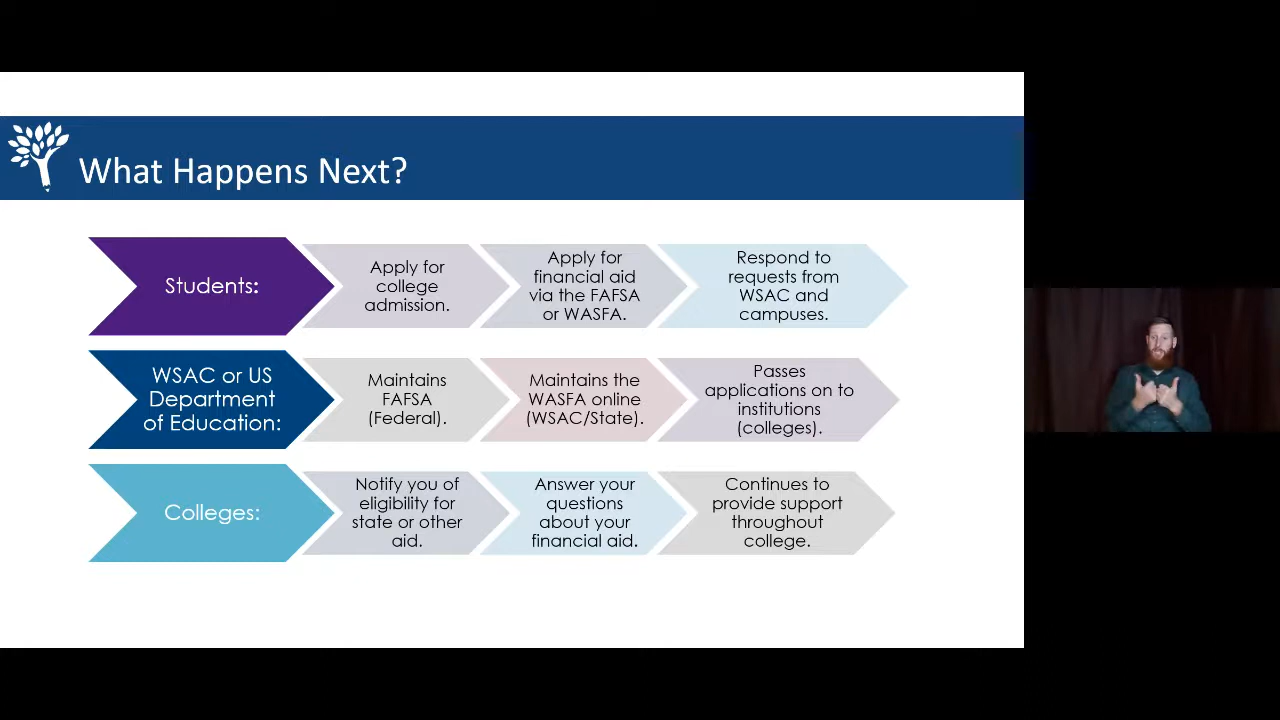 What Happens Next?
Students:
Apply for
college
admission.
Apply for
financial aid
via the FAFSA
or WASFA.
Respond to
requests from
WSAC and
campuses.
WSAC or US
Department
of Education:
Maintains
FAFSA
(Federal).
Maintains the
WASFA online
(WSAC/State).
Passes
applications on to
institutions
(colleges).
Colleges:
Notify you of
eligibility for
state or other
aid.
Answer your
questions
about your
financial aid.
Continues to
provide support
throughout
college.